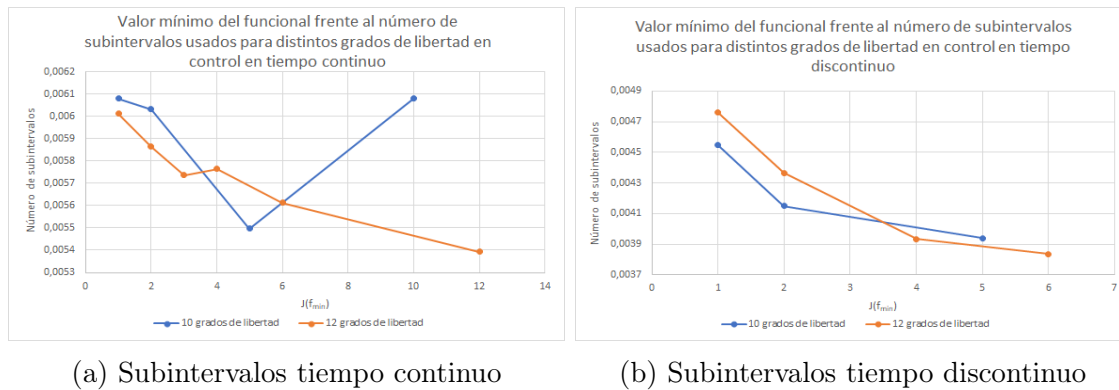 Valor mínimo del funcional frente al número de
subintervalos usados para distintos grados de libertad en
control en tiempo continuo
0,0062
0,0061
0,006
0,0059
0,0058
0,0057
0,0056
0,0055
0,0054
0,0053
Número de subintervalos
0 2 4 6 8 10 12 14
J(fmin)
10 grados de libertad 12 grados de libertad
(a) Subintervalos tiempo continuo
Valor mínimo del funcional frente al número de subintervalos
usados para distintos grados de libertad en control en tiempo
discontinuo
0,0049
0,0047
0,0045
0,0043
0,0041
0,0039
0,0037
Número de subintervalos
0 1 2 3 4 5 6 7
J(fmin)
10 grados de libertad 12 grados de libertad
(b) Subintervalos tiempo discontinuo